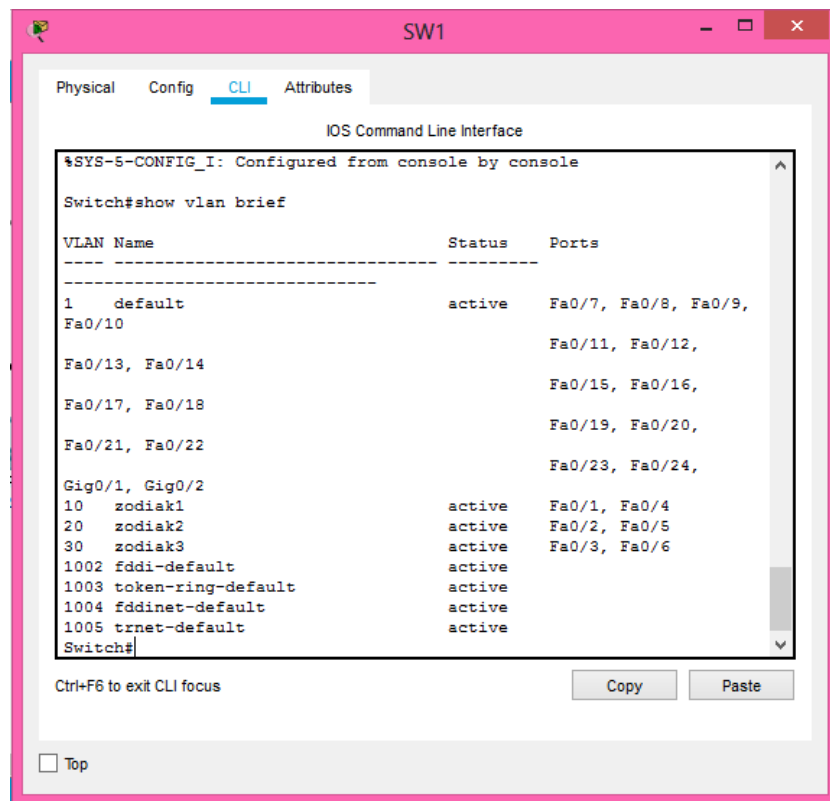 SW1
Physical Config CLI Attributes
IOS Command Line Interface
%SYS-5-CONFIG_I: Configured from console by console
Switch#show vlan brief
VLAN Name                             Status    Ports
---- -------------------------------- ---------
-------------------------------
1    default                          active    Fa0/7, Fa0/8, Fa0/9,
Fa0/10
                                                Fa0/11, Fa0/12,
Fa0/13, Fa0/14
                                                Fa0/15, Fa0/16,
Fa0/17, Fa0/18
                                                Fa0/19, Fa0/20,
Fa0/21, Fa0/22
                                                Fa0/23, Fa0/24,
Gig0/1, Gig0/2
10   zodiak1                          active    Fa0/1, Fa0/4
20   zodiak2                          active    Fa0/2, Fa0/5
30   zodiak3                          active    Fa0/3, Fa0/6
1002 fddi-default                     active
1003 token-ring-default               active
1004 fddinet-default                  active
1005 trnet-default                    active
Switch#
Ctrl+F6 to exit CLI focus Copy Paste
Top